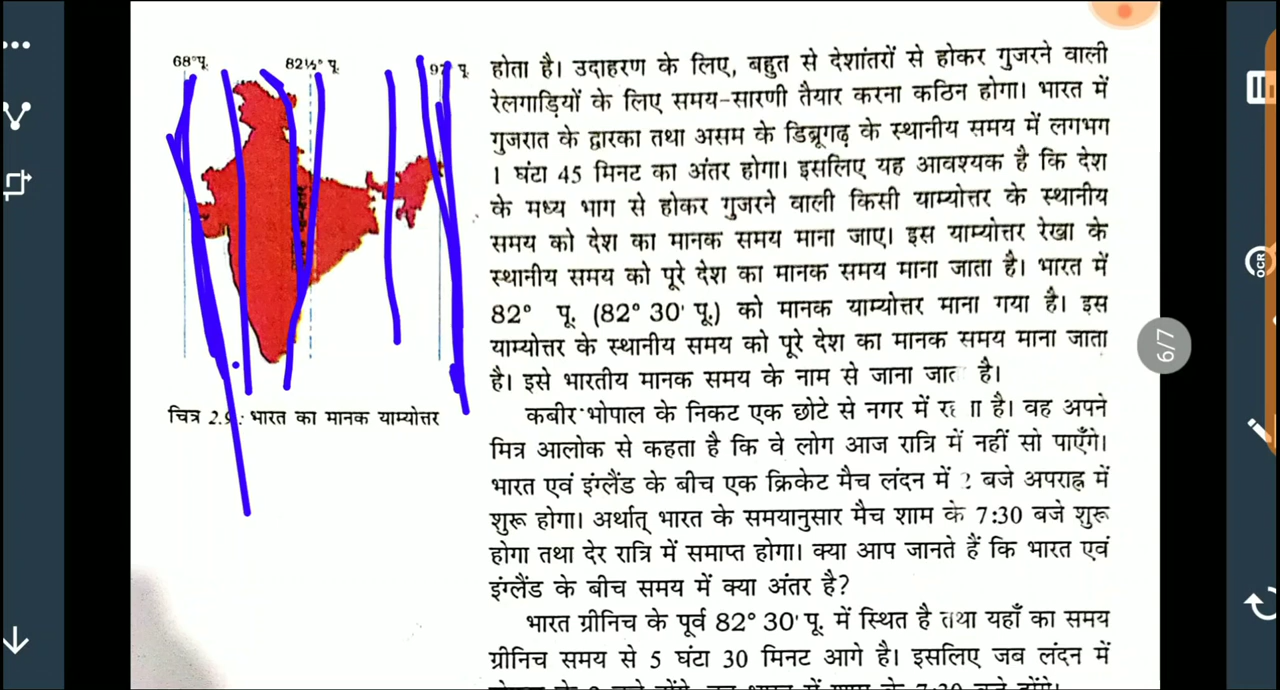 68°पू.
82½° पू.
पू.
चित्र 2.9: भारत का मानक याम्योत्तर
होता है। उदाहरण के लिए, बहुत से देशांतरों से होकर गुजरने वाली
रेलगाड़ियों के लिए समय-सारणी तैयार करना कठिन होगा। भारत में
गुजरात के द्वारका तथा असम के डिब्रूगढ़ के स्थानीय समय में लगभग
1 घंटा 45 मिनट का अंतर होगा। इसलिए यह आवश्यक है कि देश
के मध्य भाग से होकर गुजरने वाली किसी याम्योत्तर के स्थानीय
समय को देश का मानक समय माना जाए। इस याम्योत्तर रेखा के
स्थानीय समय को पूरे देश का मानक समय माना जाता है। भारत में
82° पू. (82° 30' पू.) को मानक याम्योत्तर माना गया है। इस
याम्योत्तर के स्थानीय समय को पूरे देश का मानक समय माना जाता
है। इसे भारतीय मानक समय के नाम से जाना जाता है।
कबीर भोपाल के निकट एक छोटे से नगर में रहता है। वह अपने
मित्र आलोक से कहता है कि वे लोग आज रात्रि में नहीं सो पाएँगे।
भारत एवं इंग्लैंड के बीच एक क्रिकेट मैच लंदन में 2 बजे अपराह्न में
शुरू होगा। अर्थात् भारत के समयानुसार मैच शाम के 7:30 बजे शुरू
होगा तथा देर रात्रि में समाप्त होगा। क्या आप जानते हैं कि भारत एवं
इंग्लैंड के बीच समय में क्या अंतर है?
भारत ग्रीनिच के पूर्व 82° 30' पू. में स्थित है तथा यहाँ का समय
ग्रीनिच समय से 5 घंटा 30 मिनट आगे है। इसलिए जब लंदन में
6/7
OCR